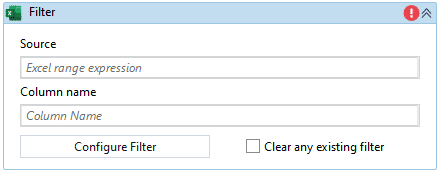 Filter
Source
Excel range expression
Column name
Column Name
Configure Filter
Clear any existing filter